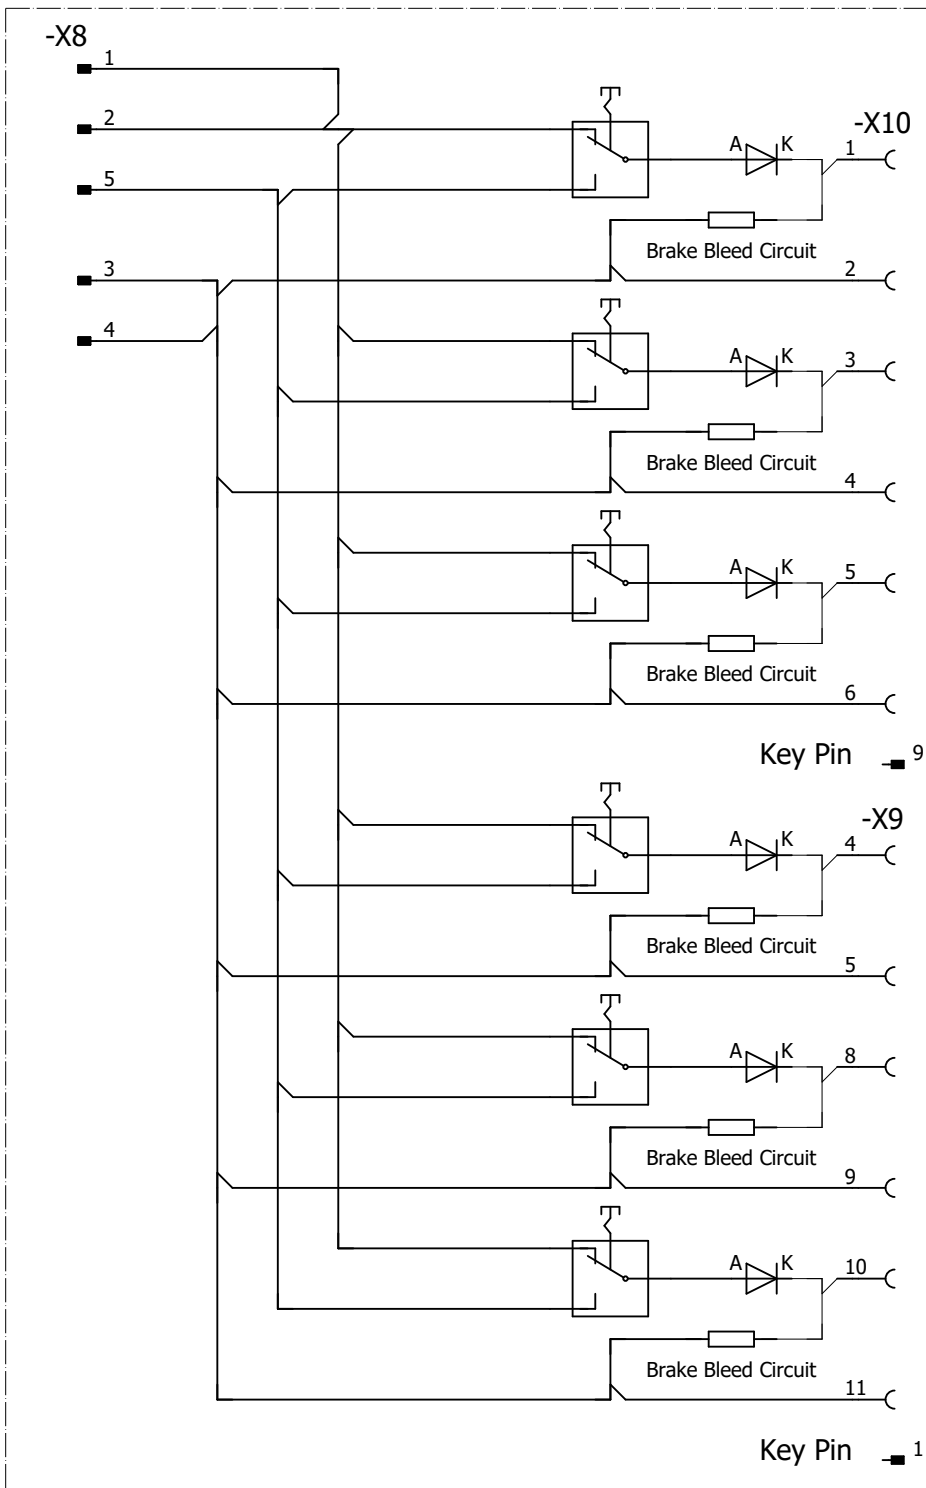 -X8
1
2
-X10
A K 1
5
Brake Bleed Circuit
3
2
4
A K 3
Brake Bleed Circuit
4
A K 5
Brake Bleed Circuit
6
Key Pin 9
-X9
A K 4
Brake Bleed Circuit
5
A K 8
Brake Bleed Circuit
9
A K 10
Brake Bleed Circuit
11
Key Pin 1